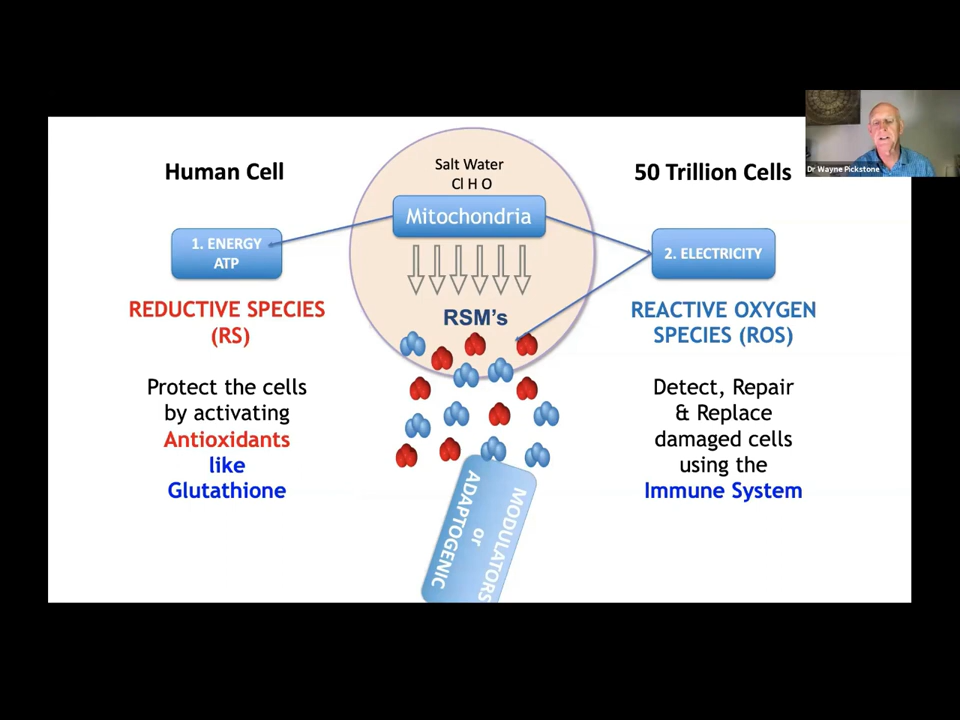 Human Cell
Salt Water
Cl H O
50 Trillion Cells
Dr Wayne Pickstone
Mitochondria
1. ENERGY
ATP
2. ELECTRICITY
REDUCTIVE SPECIES
(RS)
RSM's
REACTIVE OXYGEN
SPECIES (ROS)
Protect the cells
by activating
Antioxidants
like
Glutathione
Detect, Repair
& Replace
damaged cells
using the
Immune System
MODULATORS
or
ADAPTOGENIC